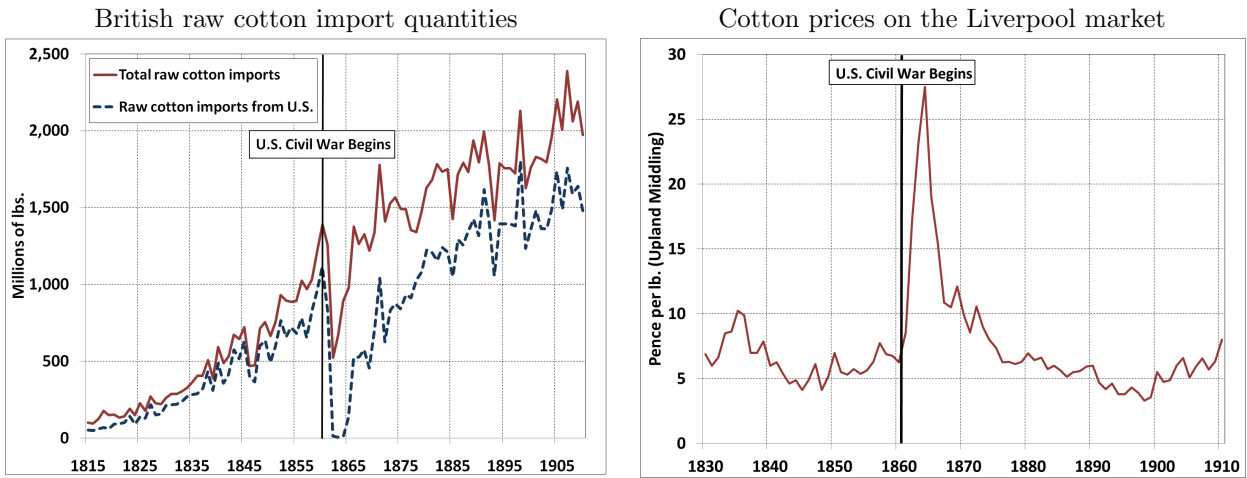 British raw cotton import quantities
2,500
2,000
1,500
1,000
500
0
Millions of lbs.
Total raw cotton imports
Raw cotton imports from U.S.
U.S. Civil War Begins
1815 1825 1835 1845 1855 1865 1875 1885 1895 1905
Cotton prices on the Liverpool market
30
25
20
15
10
5
0
Pence per lb. (Upland Middling)
U.S. Civil War Begins
1830 1840 1850 1860 1870 1880 1890 1900 1910